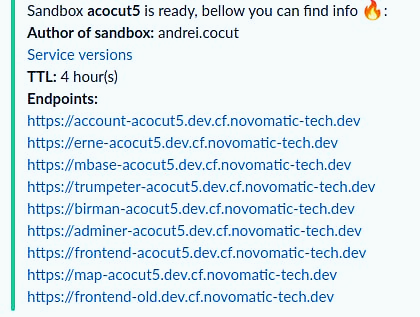 Sandbox acocut5 is ready, bellow you can find info 🔥:
Author of sandbox: andrei.cocut
Service versions
TTL: 4 hour(s)
Endpoints:
https://account-acocut5.dev.cf.novomatic-tech.dev
https://erne-acocut5.dev.cf.novomatic-tech.dev
https://mbase-acocut5.dev.cf.novomatic-tech.dev
https://trumpeter-acocut5.dev.cf.novomatic-tech.dev
https://birman-acocut5.dev.cf.novomatic-tech.dev
https://adminer-acocut5.dev.cf.novomatic-tech.dev
https://frontend-acocut5.dev.cf.novomatic-tech.dev
https://map-acocut5.dev.cf.novomatic-tech.dev
https://frontend-old.dev.cf.novomatic-tech.dev